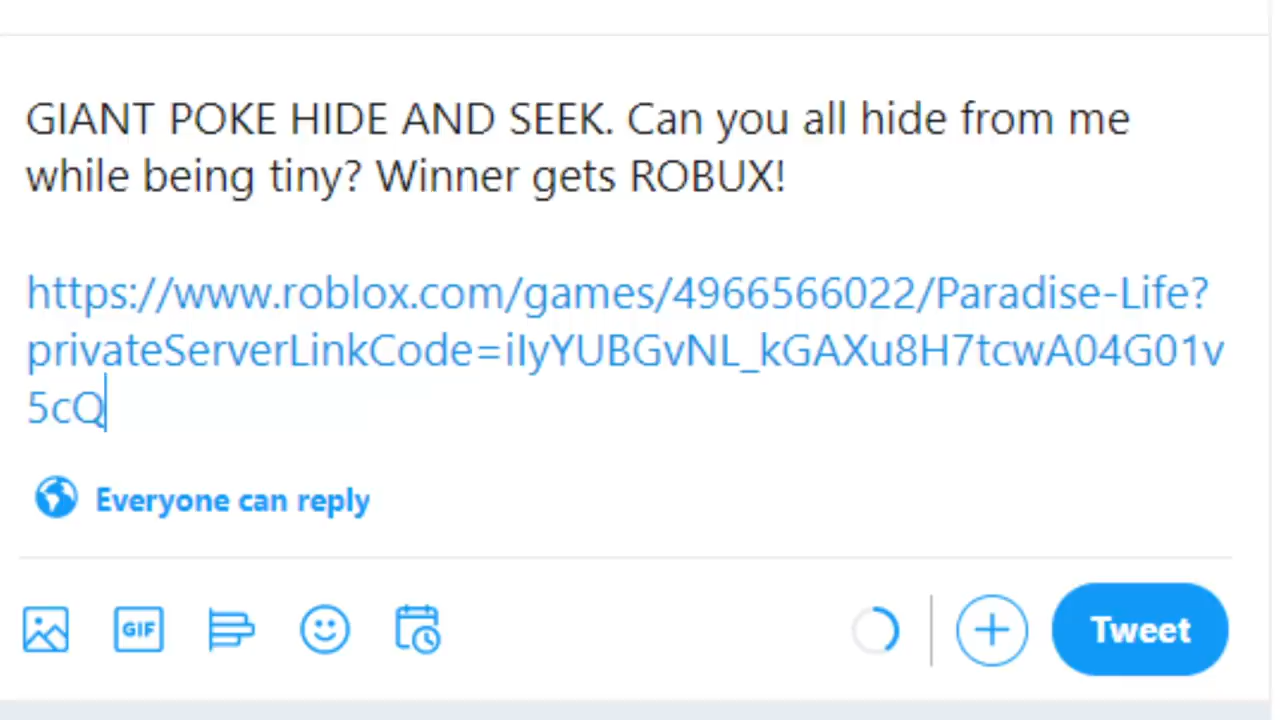 GIANT POKE HIDE AND SEEK. Can you all hide from me
while being tiny? Winner gets ROBUX!
https://www.roblox.com/games/4966566022/Paradise-Life?
privateServerLinkCode=iIyYUBGvNL_kGAXu8H7tcwA04G01v
5cQ
Everyone can reply
GIF
Tweet